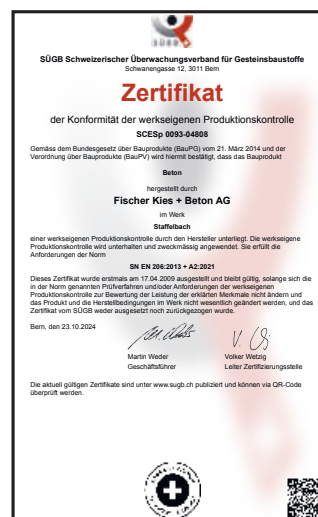 SÜGB
SÜGB Schweizerischer Überwachungsverband für Gesteinsbaustoffe
Schwanengasse 12, 3011 Bern
Zertifikat
der Konformität der werkseigenen Produktionskontrolle
SCESp 0093-04808
Gemäss dem Bundesgesetz über Bauprodukte (BauPG) vom 21. März 2014 und der
Verordnung über Bauprodukte (BauPV) wird hiermit bestätigt, dass das Bauprodukt
Beton
hergestellt durch
Fischer Kies + Beton AG
im Werk
Staffelbach
einer werkseigenen Produktionskontrolle durch den Hersteller unterliegt. Die werkseigene
Produktionskontrolle wird unterhalten und zweckmässig angewendet. Sie erfüllt die
Anforderungen der Norm
SN EN 206:2013 + A2:2021
Dieses Zertifikat wurde erstmals am 17.04.2009 ausgestellt und bleibt gültig, solange sich die
in der Norm genannten Prüfverfahren und/oder Anforderungen der werkseigenen
Produktionskontrolle zur Bewertung der Leistung der erklärten Merkmale nicht ändern und
das Produkt und die Herstellbedingungen im Werk nicht wesentlich geändert werden, und das
Zertifikat vom SÜGB weder ausgesetzt noch zurückgezogen wurde.
Bern, den 23.10.2024
Martin Weder
Volker Wetzig
Geschäftsführer
Leiter Zertifizierungsstelle
Die aktuell gültigen Zertifikate sind unter www.sugb.ch publiziert und können via QR-Code
überprüft werden.